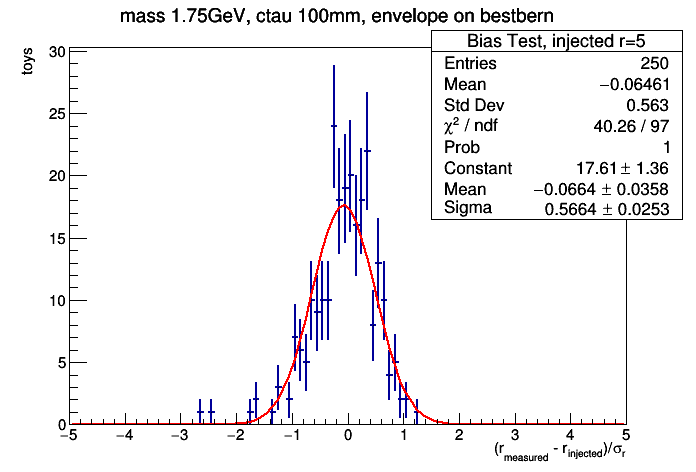 mass 1.75GeV, ctau 100mm, envelope on bestbern
Bias Test, injected r=5
Entries 250
Mean −0.06461
Std Dev 0.563
χ² / ndf 40.26 / 97
Prob 1
Constant 17.61 ± 1.36
Mean −0.0664 ± 0.0358
Sigma 0.5664 ± 0.0253
toys
30
25
20
15
10
5
0
−5 −4 −3 −2 −1 0 1 2 3 4 5
(r_measured - r_injected)/σ_r